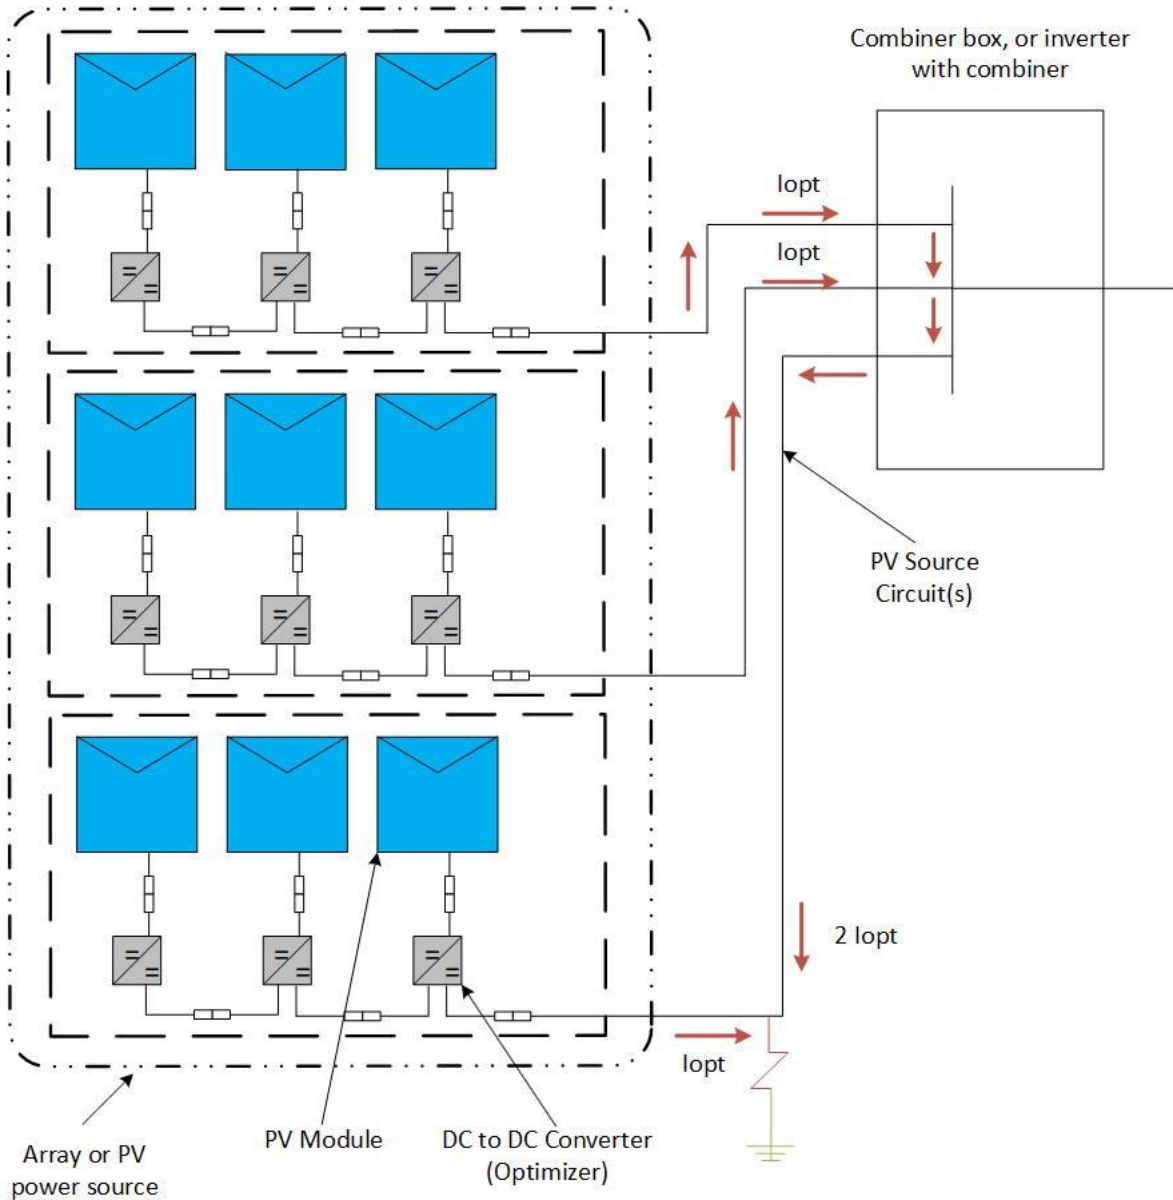 Combiner box, or inverter
with combiner
Iopt
Iopt
PV Source
Circuit(s)
2 Iopt
Iopt
PV Module
DC to DC Converter
(Optimizer)
Array or PV
power source